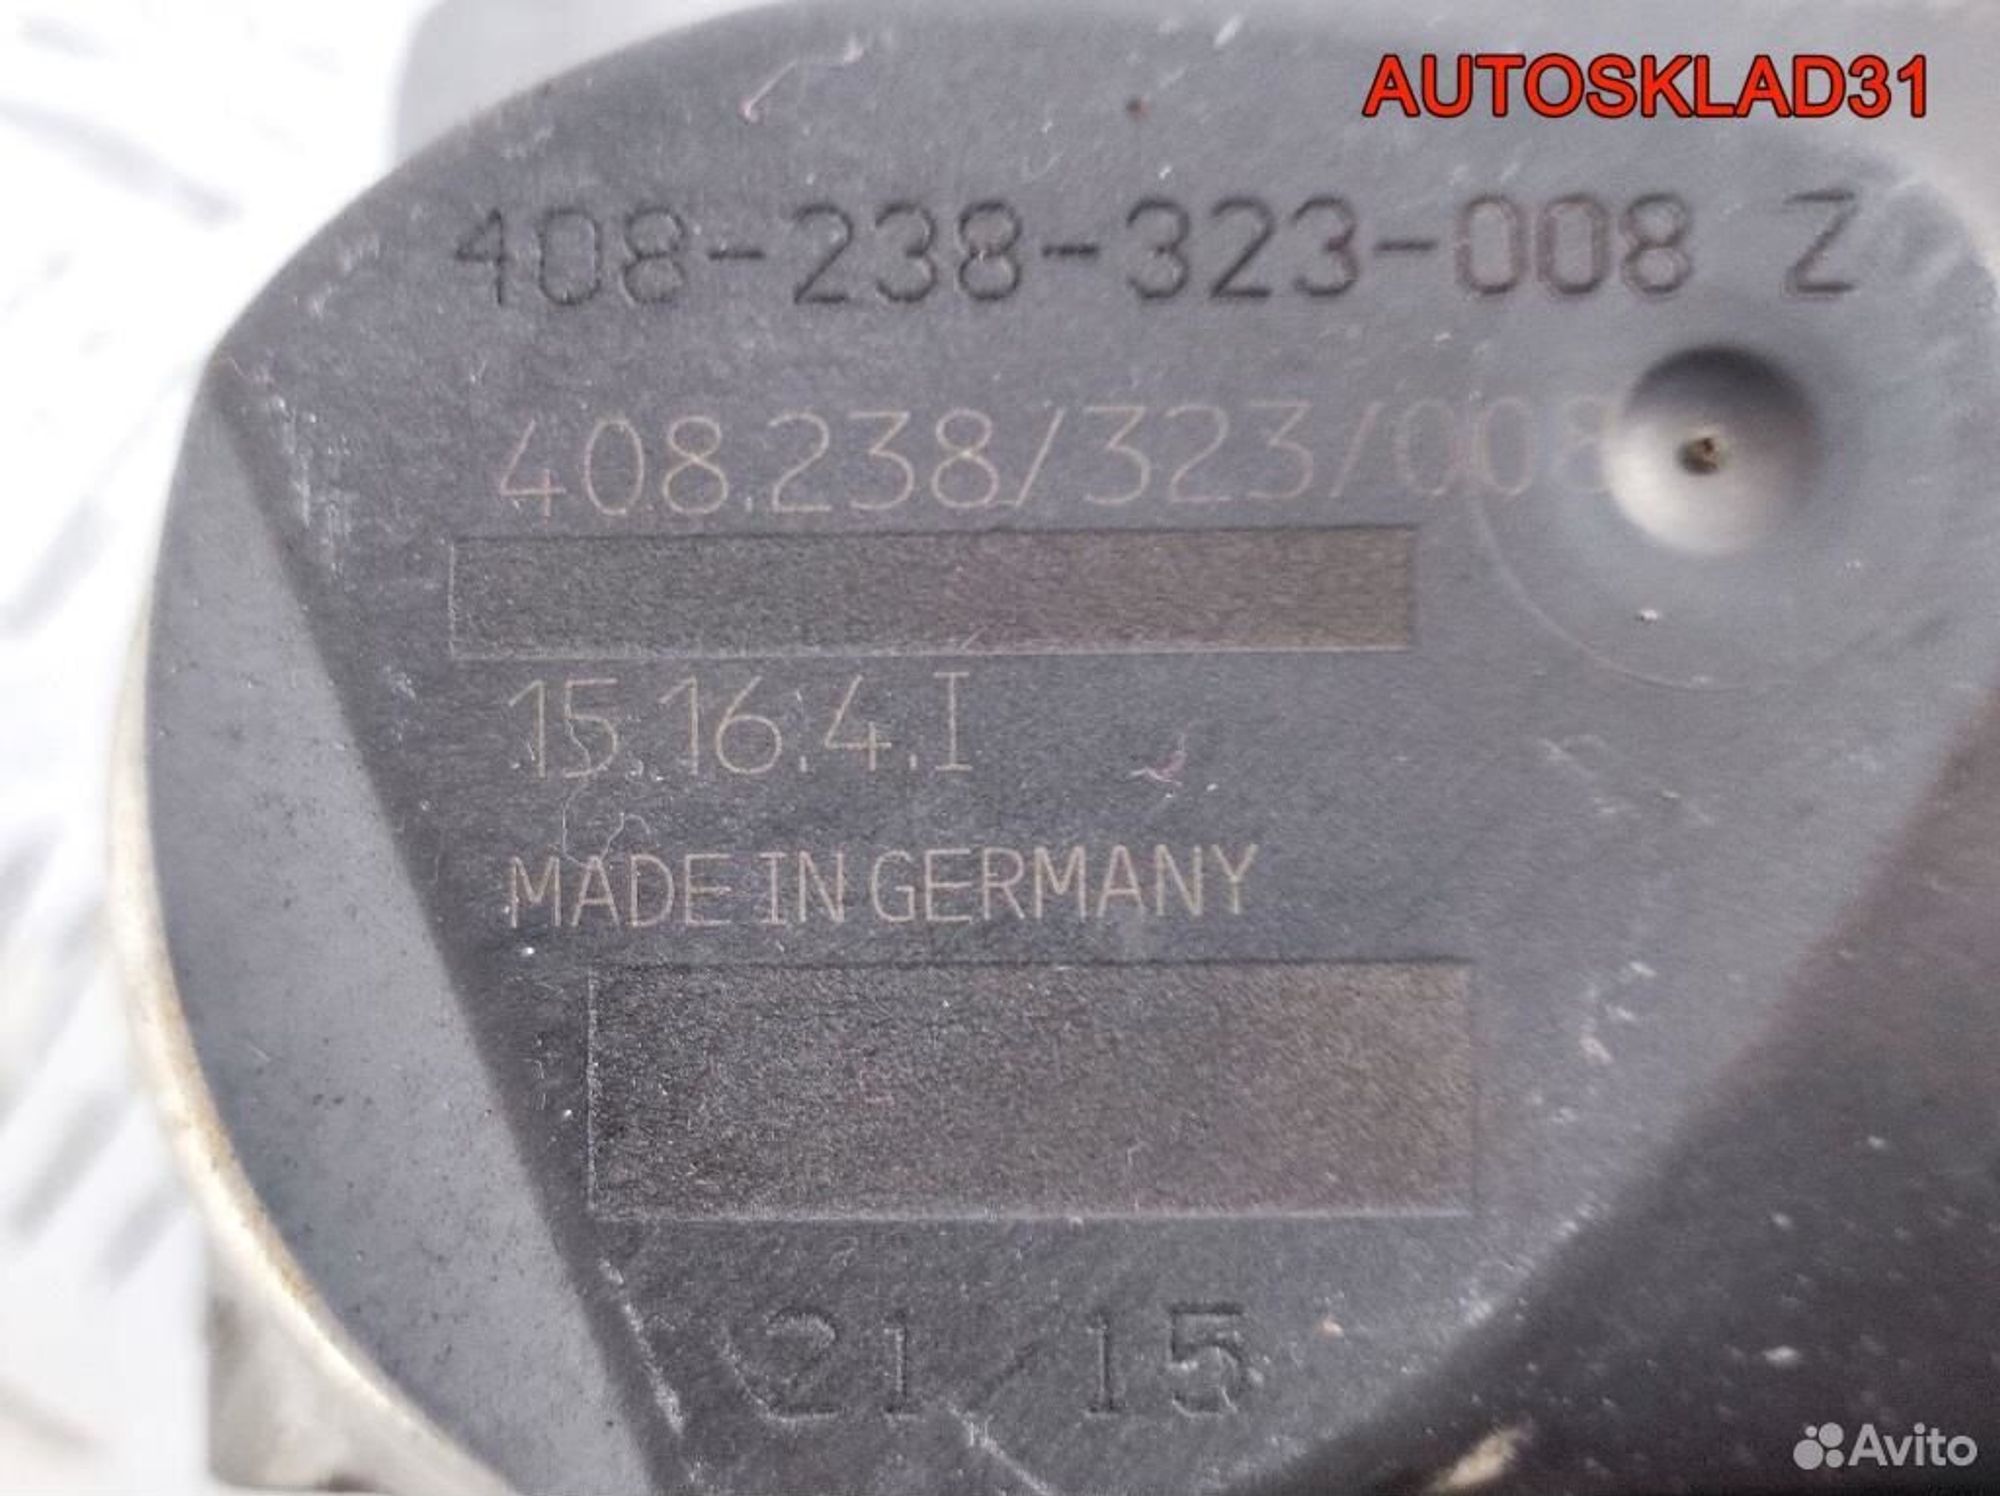 AUTOSKLAD31
408-238-323-008 Z
408.238/323/008
15.16.4.I
MADE IN GERMANY
21/15
Avito